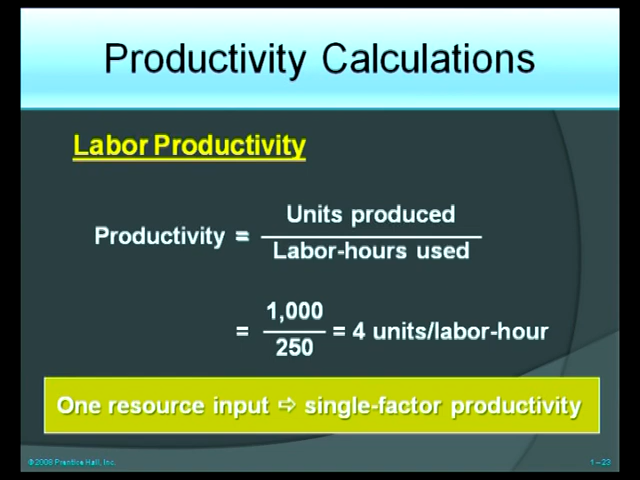 Productivity Calculations
Labor Productivity
Productivity =
Units produced
Labor-hours used
= 1,000
250
= 4 units/labor-hour
One resource input ⇨ single-factor productivity
© 2008 Prentice Hall, Inc.
1 – 23